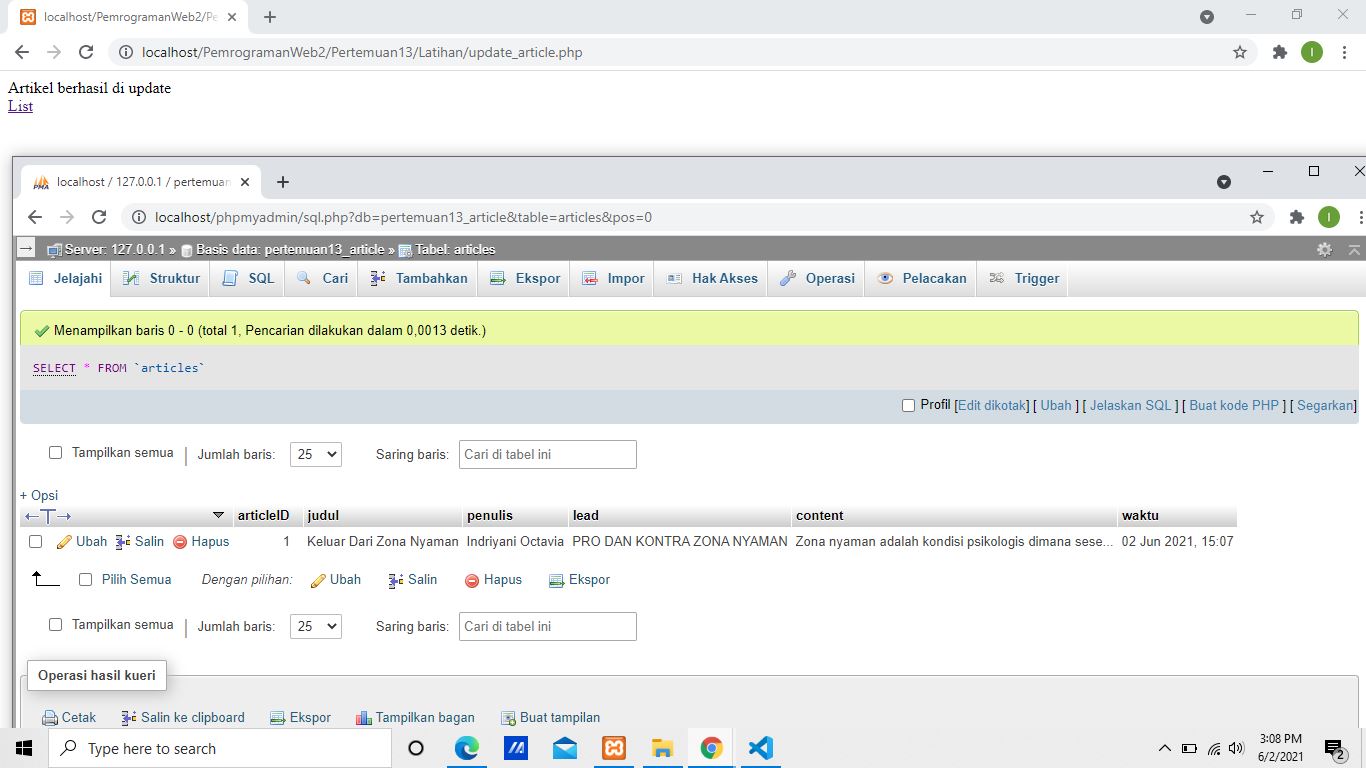 localhost/PemrogramanWeb2/Pe
localhost/PemrogramanWeb2/Pertemuan13/Latihan/update_article.php
I
Artikel berhasil di update
List
PMA
localhost / 127.0.0.1 / pertemuan
localhost/phpmyadmin/sql.php?db=pertemuan13_article&table=articles&pos=0
I
Server: 127.0.0.1 » Basis data: pertemuan13_article » Tabel: articles
Jelajahi Struktur SQL Cari Tambahkan Ekspor Impor Hak Akses Operasi Pelacakan Trigger
Menampilkan baris 0 - 0 (total 1, Pencarian dilakukan dalam 0,0013 detik.)
SELECT * FROM `articles`
Profil [Edit dikotak] [ Ubah ] [ Jelaskan SQL ] [ Buat kode PHP ] [ Segarkan]
Tampilkan semua | Jumlah baris: 25 Saring baris: Cari di tabel ini
+ Opsi
←T→ articleID judul penulis lead content waktu
Ubah Salin Hapus 1 Keluar Dari Zona Nyaman Indriyani Octavia PRO DAN KONTRA ZONA NYAMAN Zona nyaman adalah kondisi psikologis dimana sese... 02 Jun 2021, 15:07
Pilih Semua Dengan pilihan: Ubah Salin Hapus Ekspor
Tampilkan semua | Jumlah baris: 25 Saring baris: Cari di tabel ini
Operasi hasil kueri
Cetak Salin ke clipboard Ekspor Tampilkan bagan Buat tampilan
Type here to search
3:08 PM
6/2/2021
2